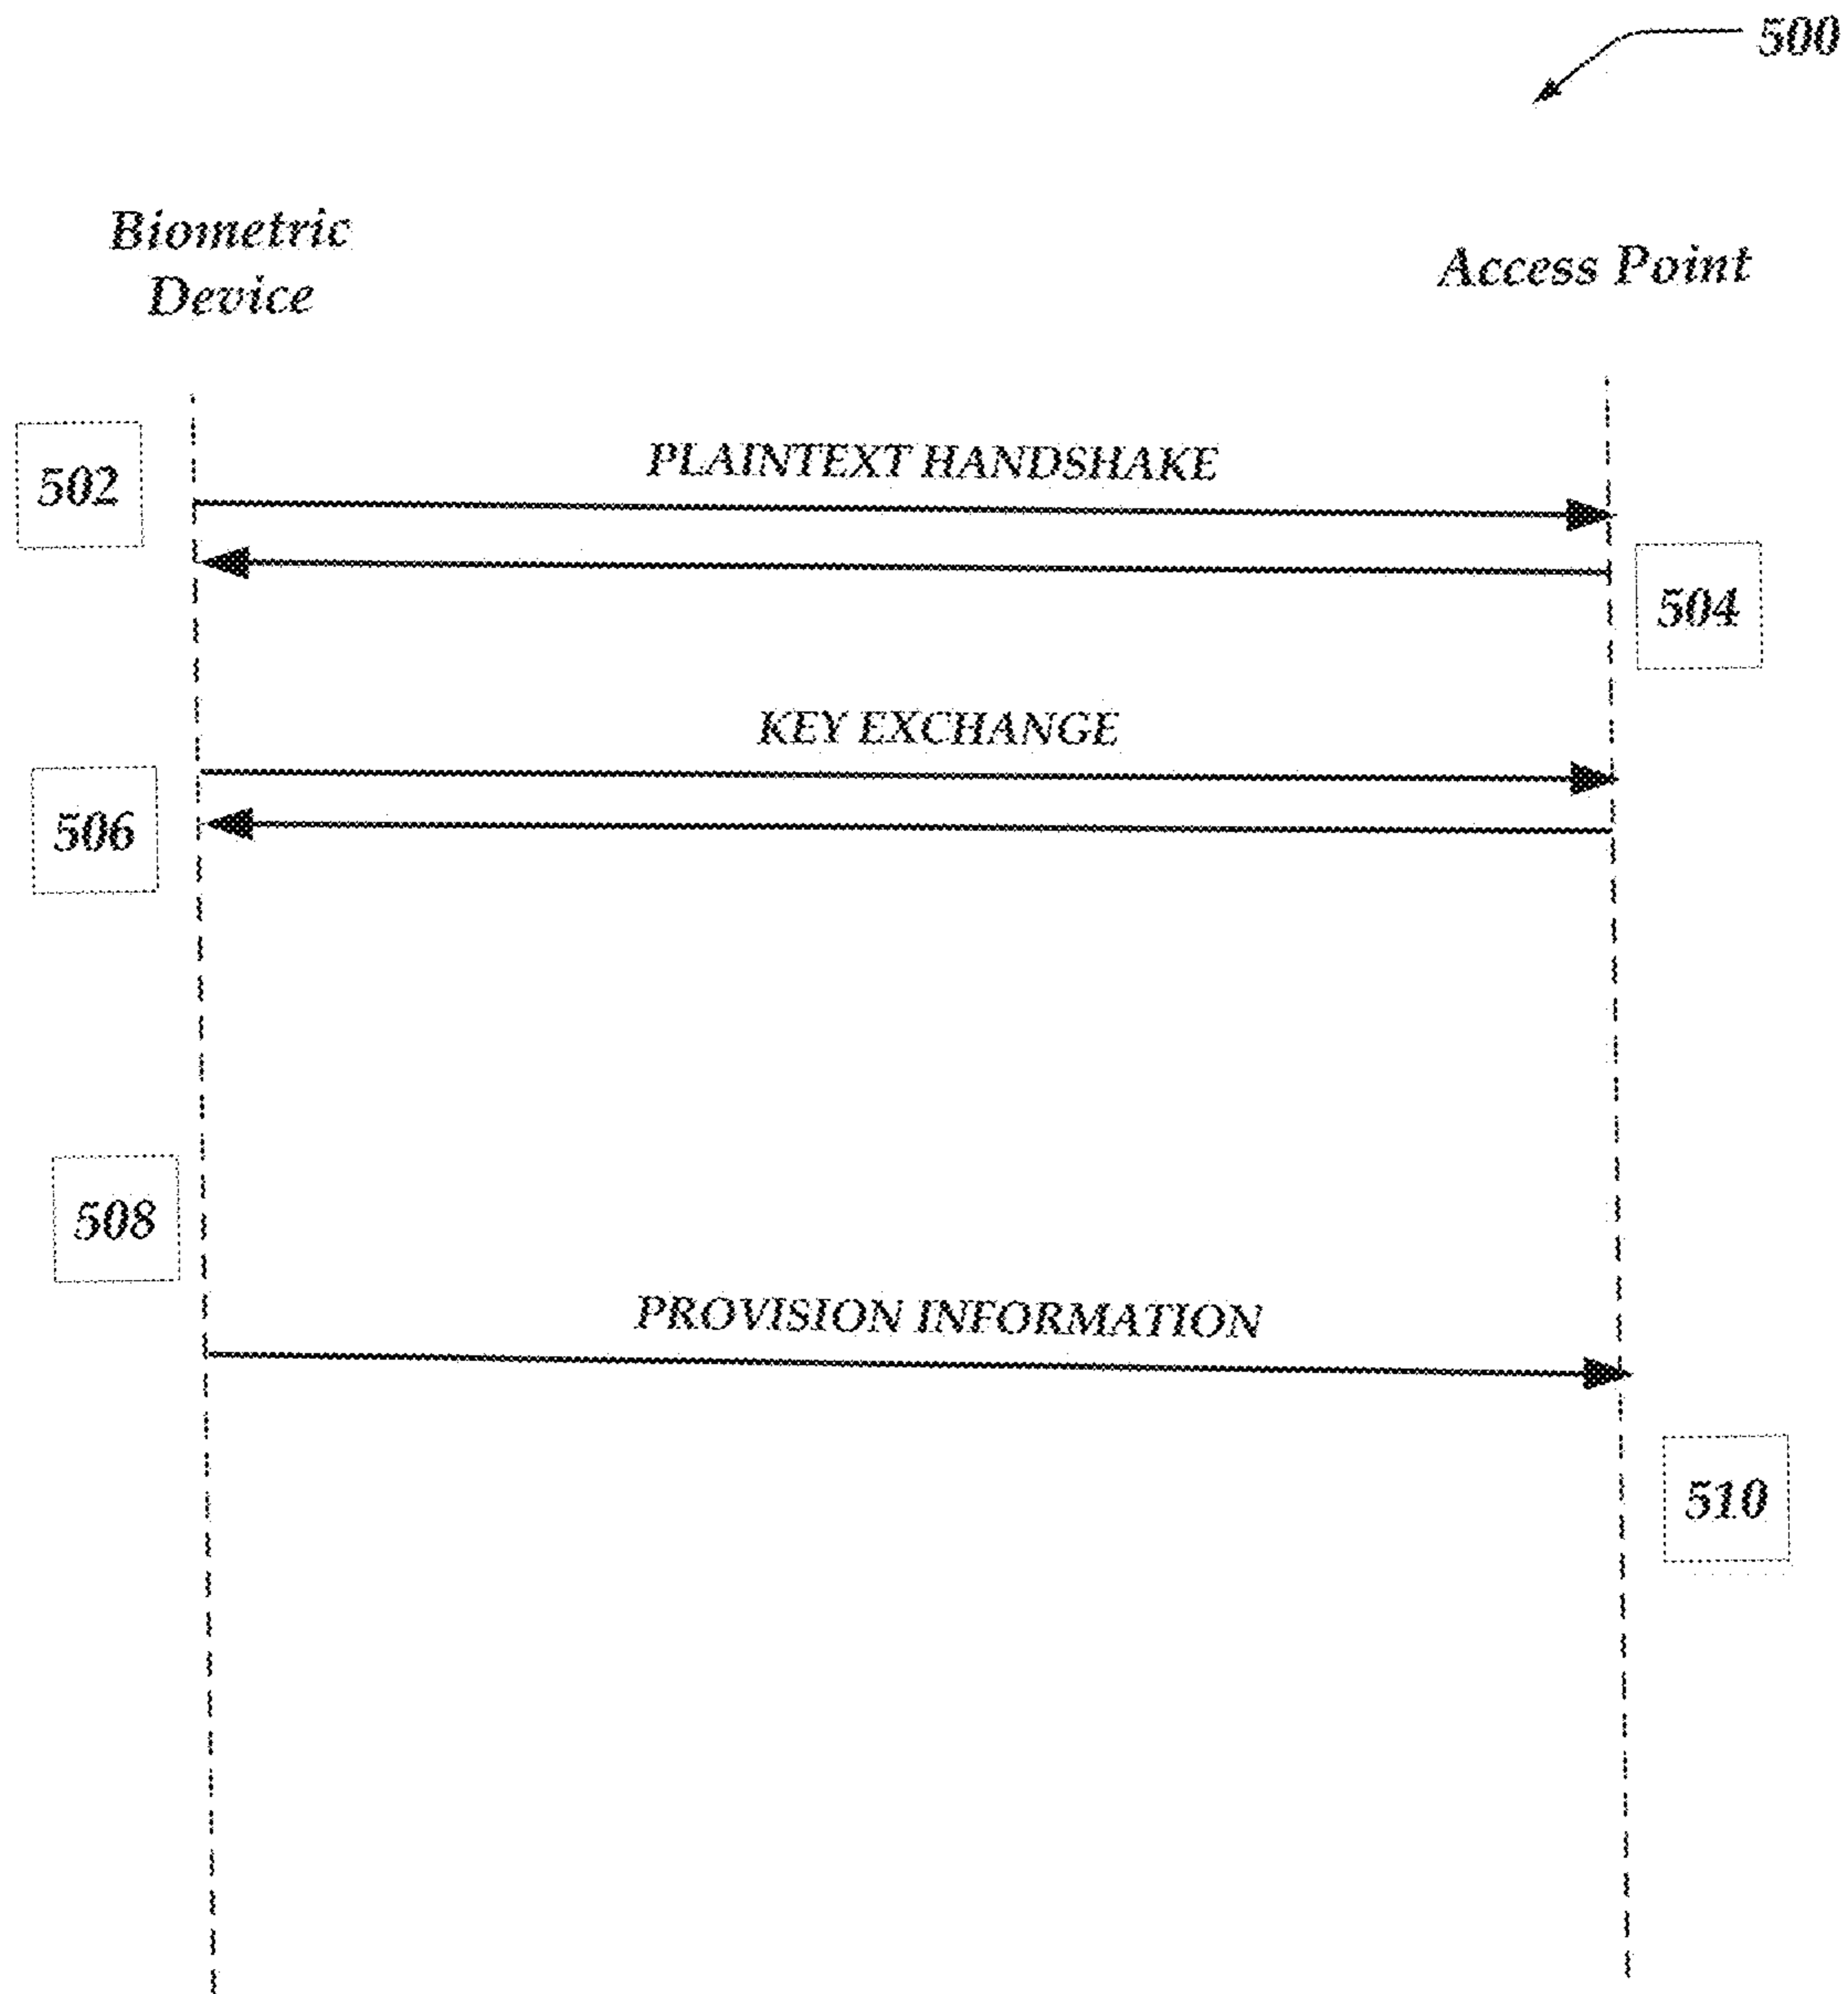 500
Biometric
Device
Access Point
PLAINTEXT HANDSHAKE
502
504
KEY EXCHANGE
506
508
PROVISION INFORMATION
510